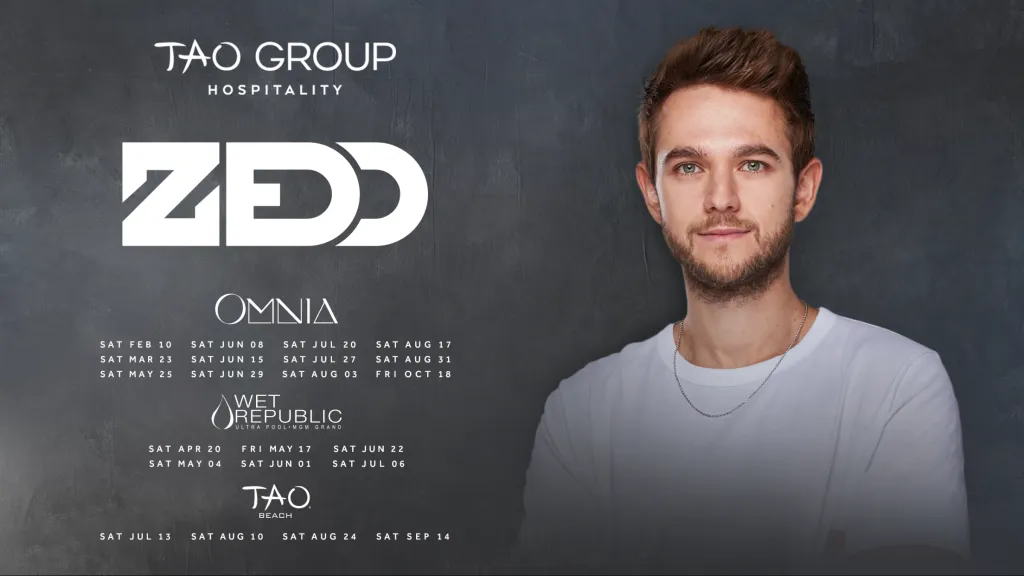 TAO GROUP
HOSPITALITY
ZEDD
OMNIA
SAT FEB 10 SAT JUN 08 SAT JUL 20 SAT AUG 17
SAT MAR 23 SAT JUN 15 SAT JUL 27 SAT AUG 31
SAT MAY 25 SAT JUN 29 SAT AUG 03 FRI OCT 18
WET
REPUBLIC
ULTRA POOL•MGM GRAND
SAT APR 20 FRI MAY 17 SAT JUN 22
SAT MAY 04 SAT JUN 01 SAT JUL 06
TAO
BEACH
SAT JUL 13 SAT AUG 10 SAT AUG 24 SAT SEP 14